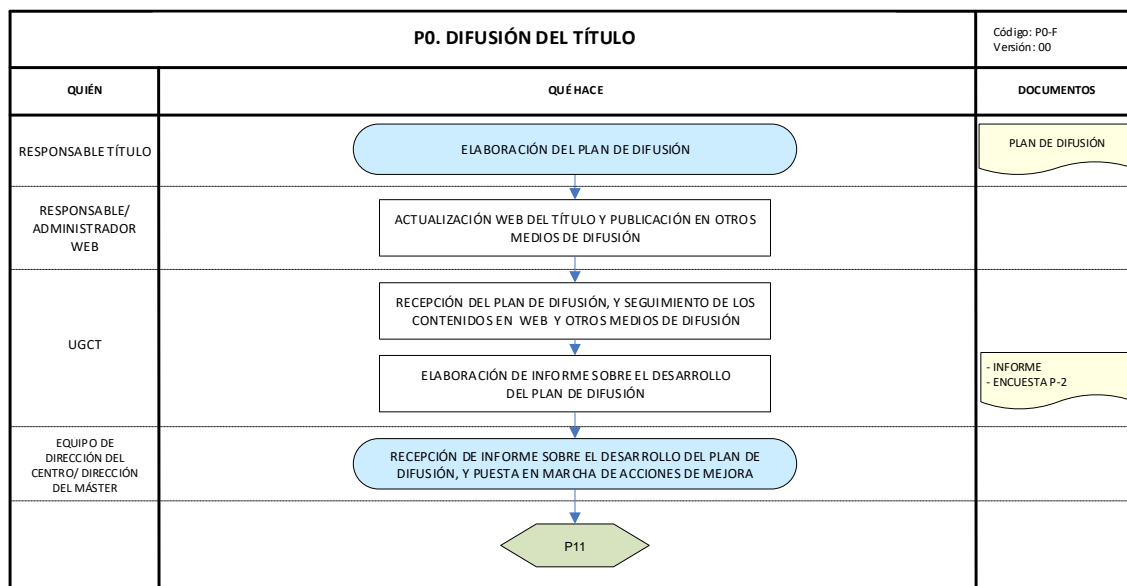 P0. DIFUSIÓN DEL TÍTULO
Código: P0-F
Versión: 00
QUIÉN
QUÉ HACE
DOCUMENTOS
RESPONSABLE TÍTULO
ELABORACIÓN DEL PLAN DE DIFUSIÓN
PLAN DE DIFUSIÓN
RESPONSABLE/
ADMINISTRADOR
WEB
ACTUALIZACIÓN WEB DEL TÍTULO Y PUBLICACIÓN EN OTROS
MEDIOS DE DIFUSIÓN
UGCT
RECEPCIÓN DEL PLAN DE DIFUSIÓN, Y SEGUIMIENTO DE LOS
CONTENIDOS EN WEB Y OTROS MEDIOS DE DIFUSIÓN
ELABORACIÓN DE INFORME SOBRE EL DESARROLLO
DEL PLAN DE DIFUSIÓN
- INFORME
- ENCUESTA P-2
EQUIPO DE
DIRECCIÓN DEL
CENTRO/ DIRECCIÓN
DEL MÁSTER
RECEPCIÓN DE INFORME SOBRE EL DESARROLLO DEL PLAN DE
DIFUSIÓN, Y PUESTA EN MARCHA DE ACCIONES DE MEJORA
P11